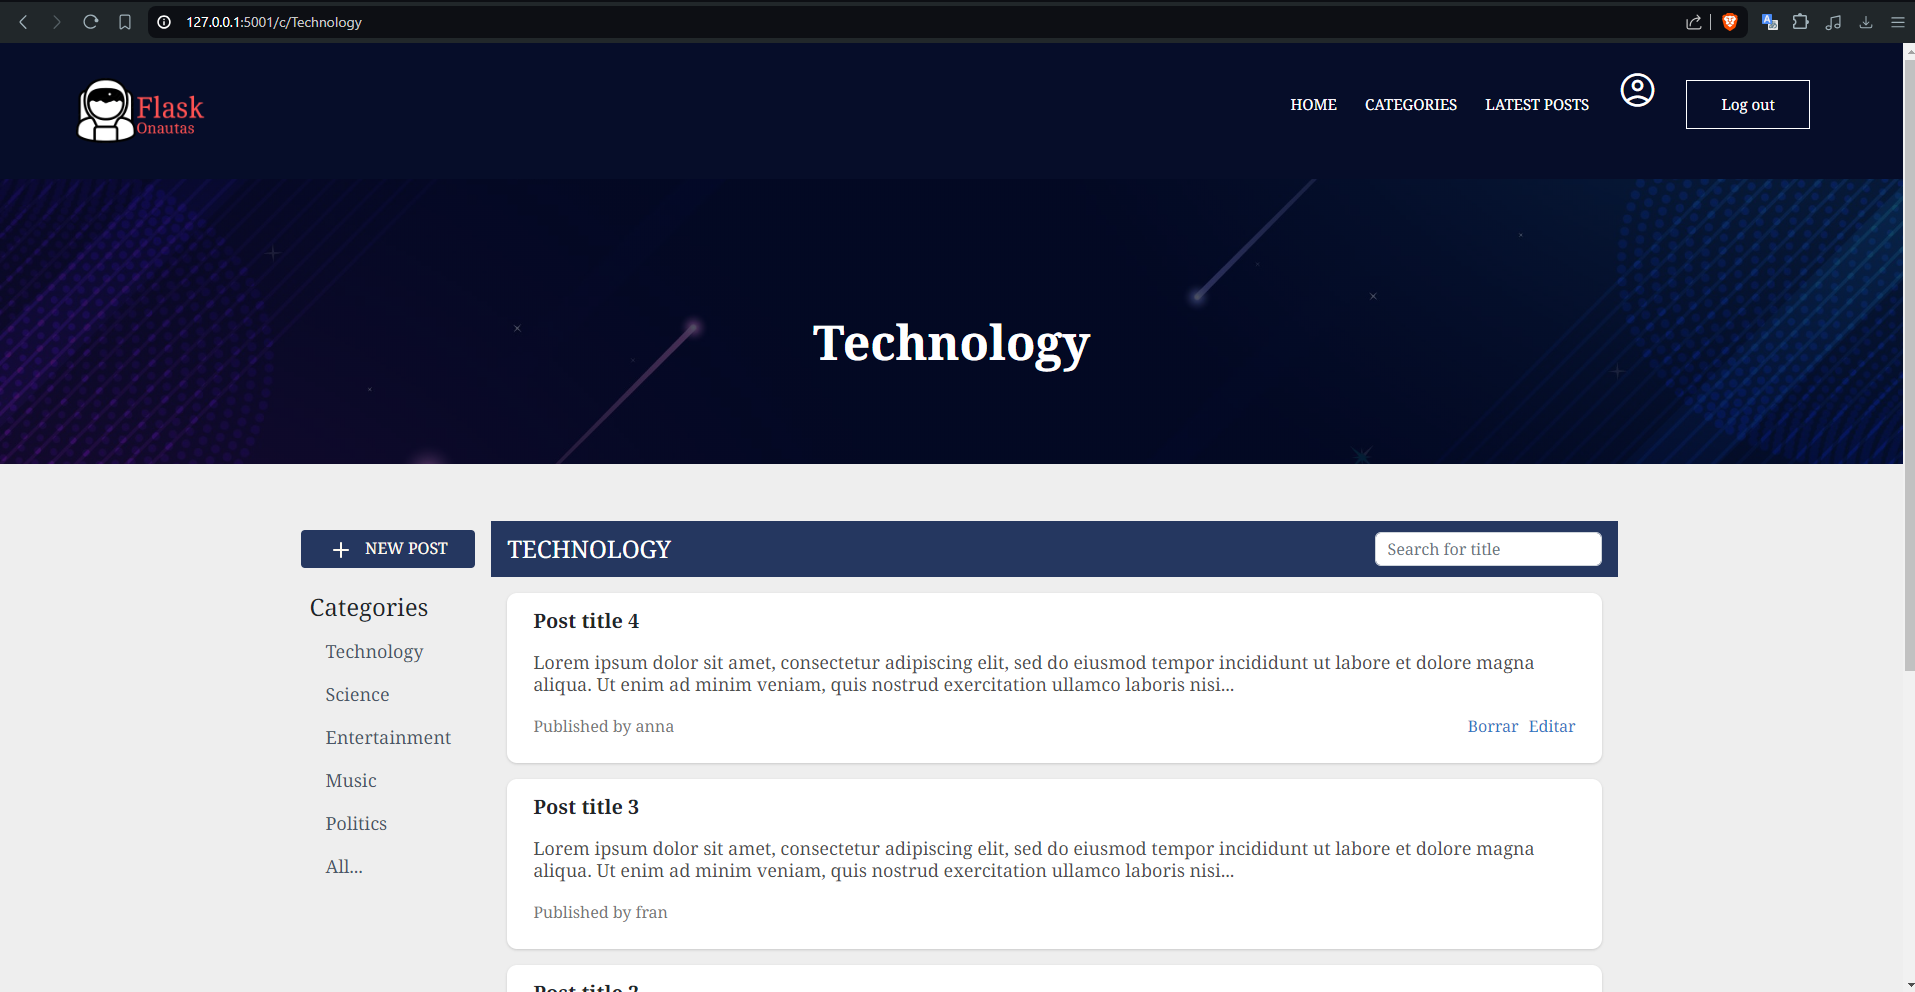 127.0.0.1:5001/c/Technology
Flask
Onautas
HOME CATEGORIES LATEST POSTS Log out
Technology
NEW POST
Categories
Technology
Science
Entertainment
Music
Politics
All...
TECHNOLOGY Search for title
Post title 4
Lorem ipsum dolor sit amet, consectetur adipiscing elit, sed do eiusmod tempor incididunt ut labore et dolore magna
aliqua. Ut enim ad minim veniam, quis nostrud exercitation ullamco laboris nisi...
Published by anna Borrar Editar
Post title 3
Lorem ipsum dolor sit amet, consectetur adipiscing elit, sed do eiusmod tempor incididunt ut labore et dolore magna
aliqua. Ut enim ad minim veniam, quis nostrud exercitation ullamco laboris nisi...
Published by fran
Post title 2